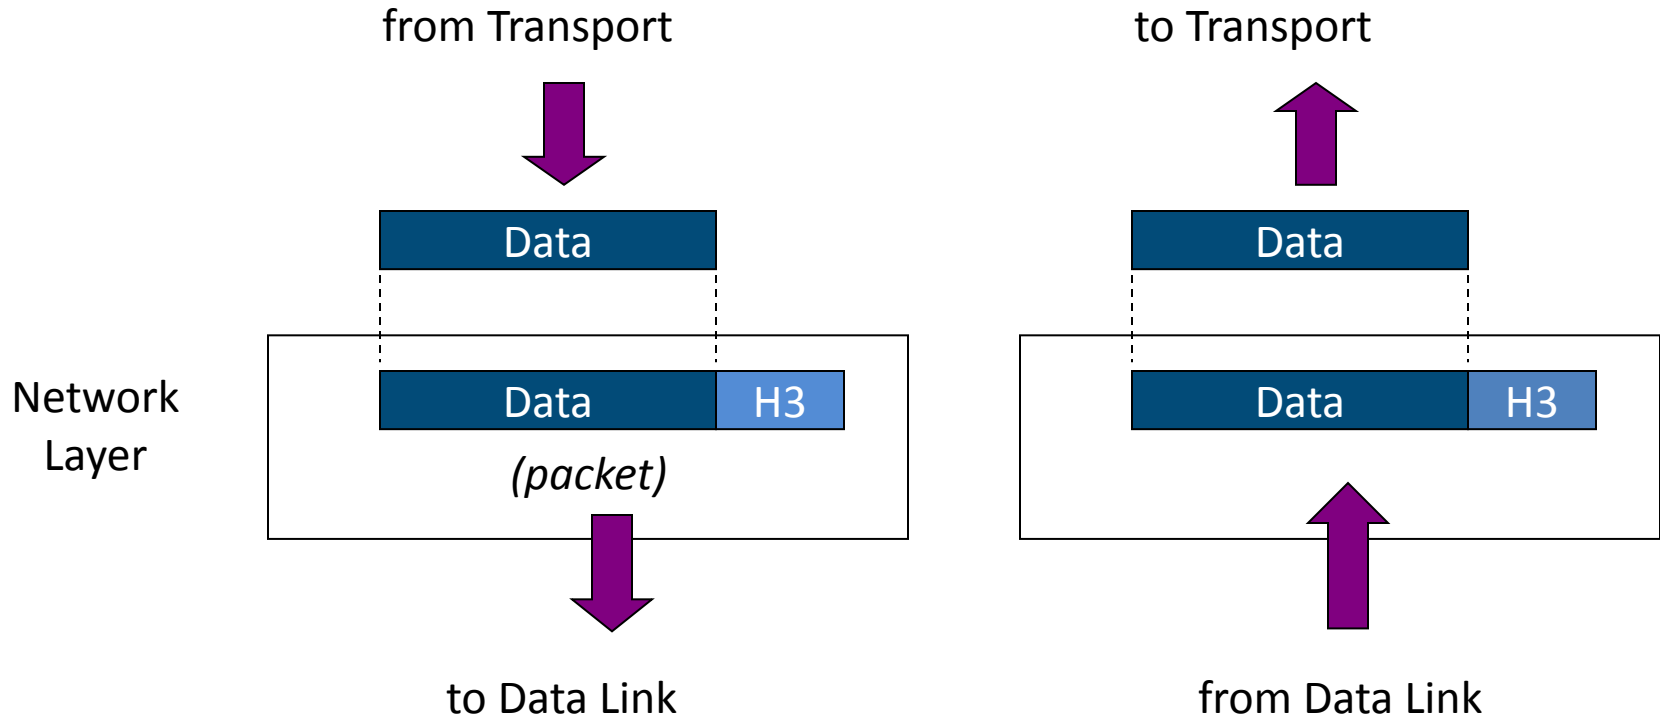 from Transport
to Transport
Data
Data
Network
Layer
Data
H3
Data
H3
(packet)
to Data Link
from Data Link